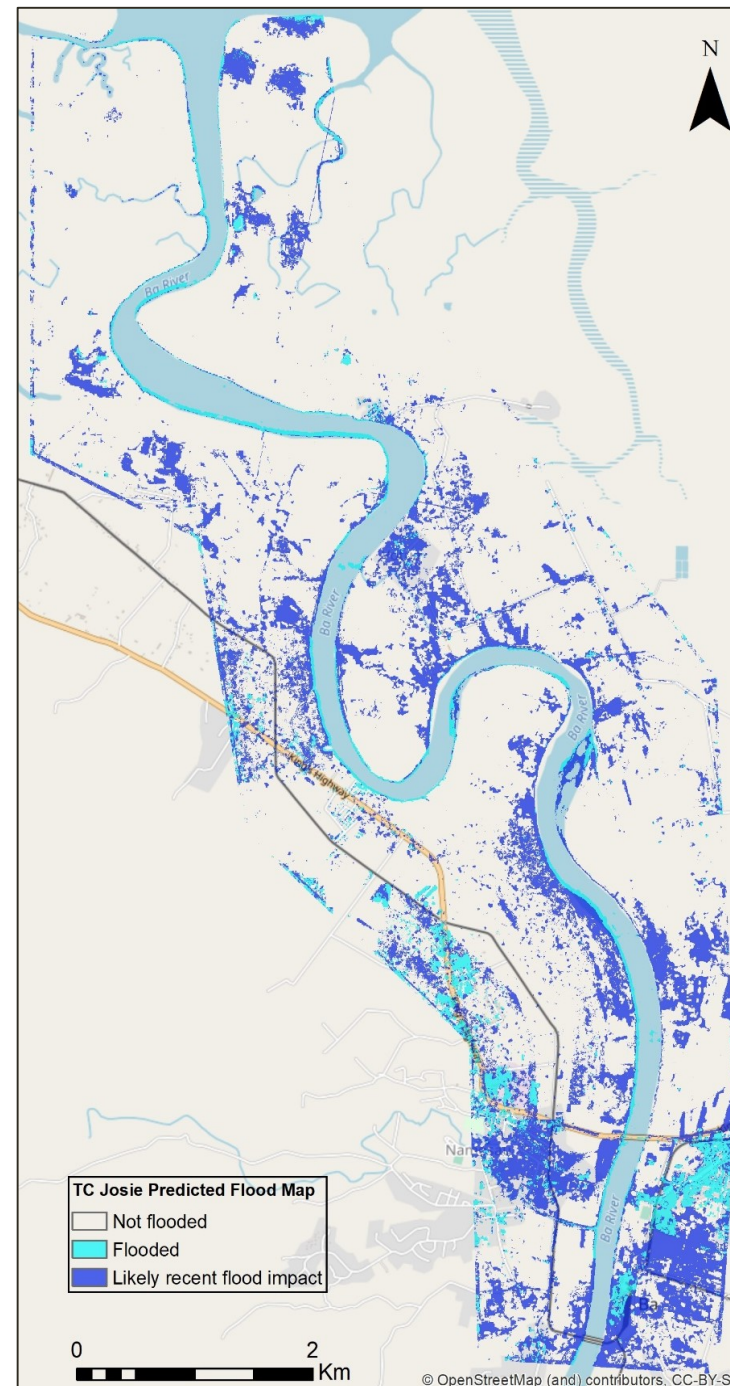 N
Ba River
Ba River
Ba River
Kings Highway
Ba River
Ba
TC Josie Predicted Flood Map
Not flooded
Flooded
Likely recent flood impact
0 2
Km
© OpenStreetMap (and) contributors, CC-BY-S